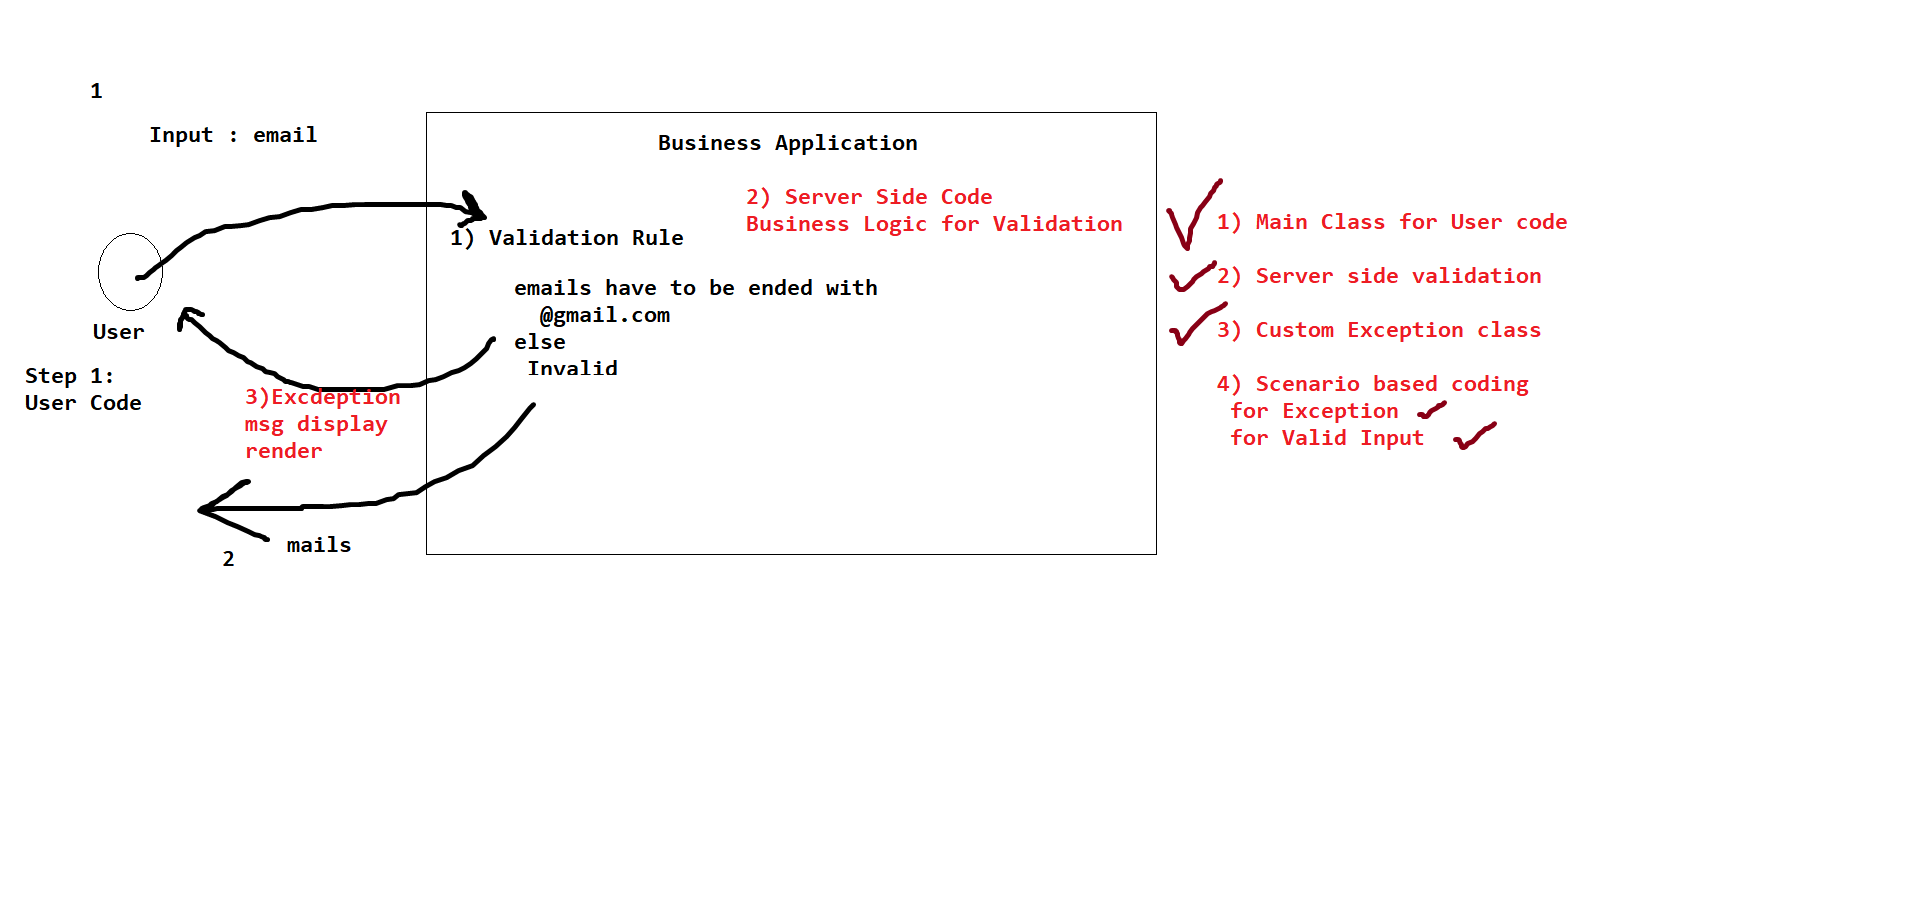 1
Input : email
User
Step 1:
User Code
Business Application
2) Server Side Code
Business Logic for Validation
1) Validation Rule
emails have to be ended with
@gmail.com
else
Invalid
3)Excdeption
msg display
render
2
mails
1) Main Class for User code
2) Server side validation
3) Custom Exception class
4) Scenario based coding
for Exception
for Valid Input